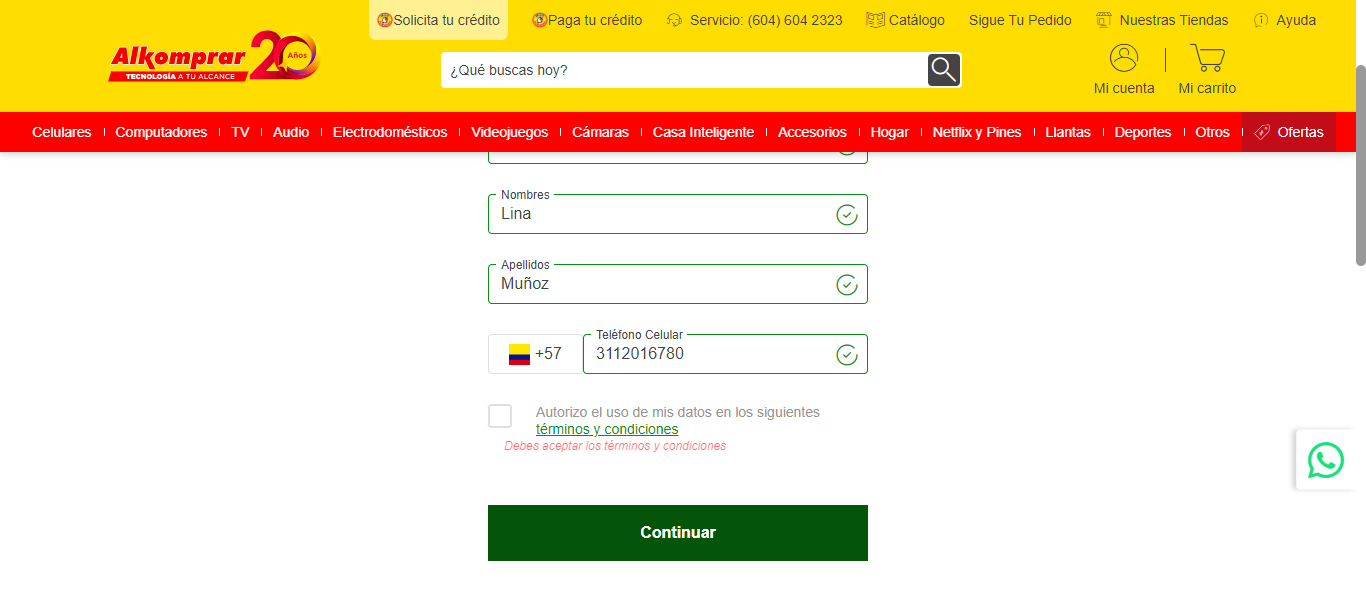 Solicita tu crédito
Paga tu crédito
Servicio: (604) 604 2323
Catálogo
Sigue Tu Pedido
Nuestras Tiendas
Ayuda
Alkomprar 20 Años
TECNOLOGÍA A TU ALCANCE
¿Qué buscas hoy?
Mi cuenta
Mi carrito
Celulares
Computadores
TV
Audio
Electrodomésticos
Videojuegos
Cámaras
Casa Inteligente
Accesorios
Hogar
Netflix y Pines
Llantas
Deportes
Otros
Ofertas
Nombres
Lina
Apellidos
Muñoz
Teléfono Celular
+57 3112016780
Autorizo el uso de mis datos en los siguientes
términos y condiciones
Debes aceptar los términos y condiciones
Continuar